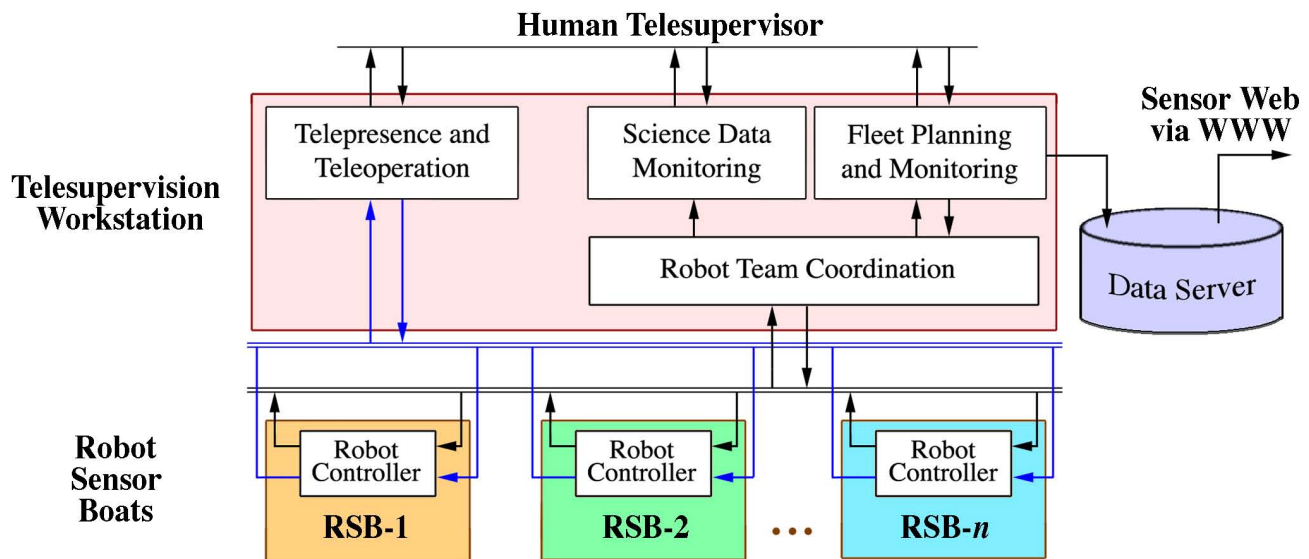 Human Telesupervisor
Sensor Web
via WWW
Telepresence and
Teleoperation
Science Data
Monitoring
Fleet Planning
and Monitoring
Telesupervision
Workstation
Robot Team Coordination
Data Server
Robot
Sensor
Boats
Robot
Controller
RSB-1
Robot
Controller
RSB-2
...
Robot
Controller
RSB-n